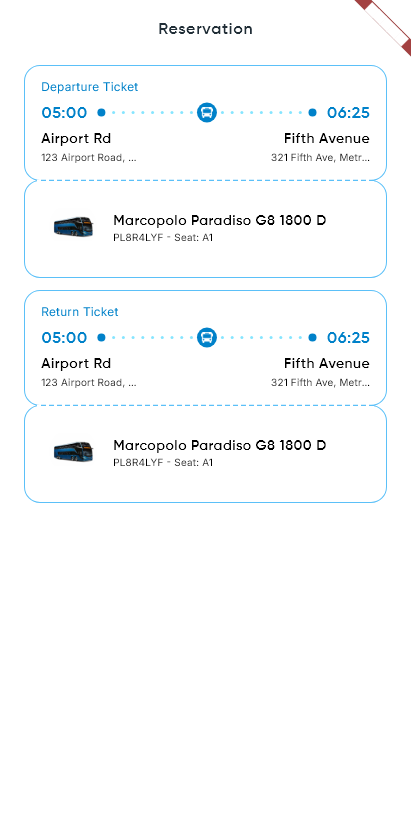 Reservation
Departure Ticket
05:00 06:25
Airport Rd Fifth Avenue
123 Airport Road, ... 321 Fifth Ave, Metr...
Marcopolo Paradiso G8 1800 D
PL8R4LYF - Seat: A1
Return Ticket
05:00 06:25
Airport Rd Fifth Avenue
123 Airport Road, ... 321 Fifth Ave, Metr...
Marcopolo Paradiso G8 1800 D
PL8R4LYF - Seat: A1